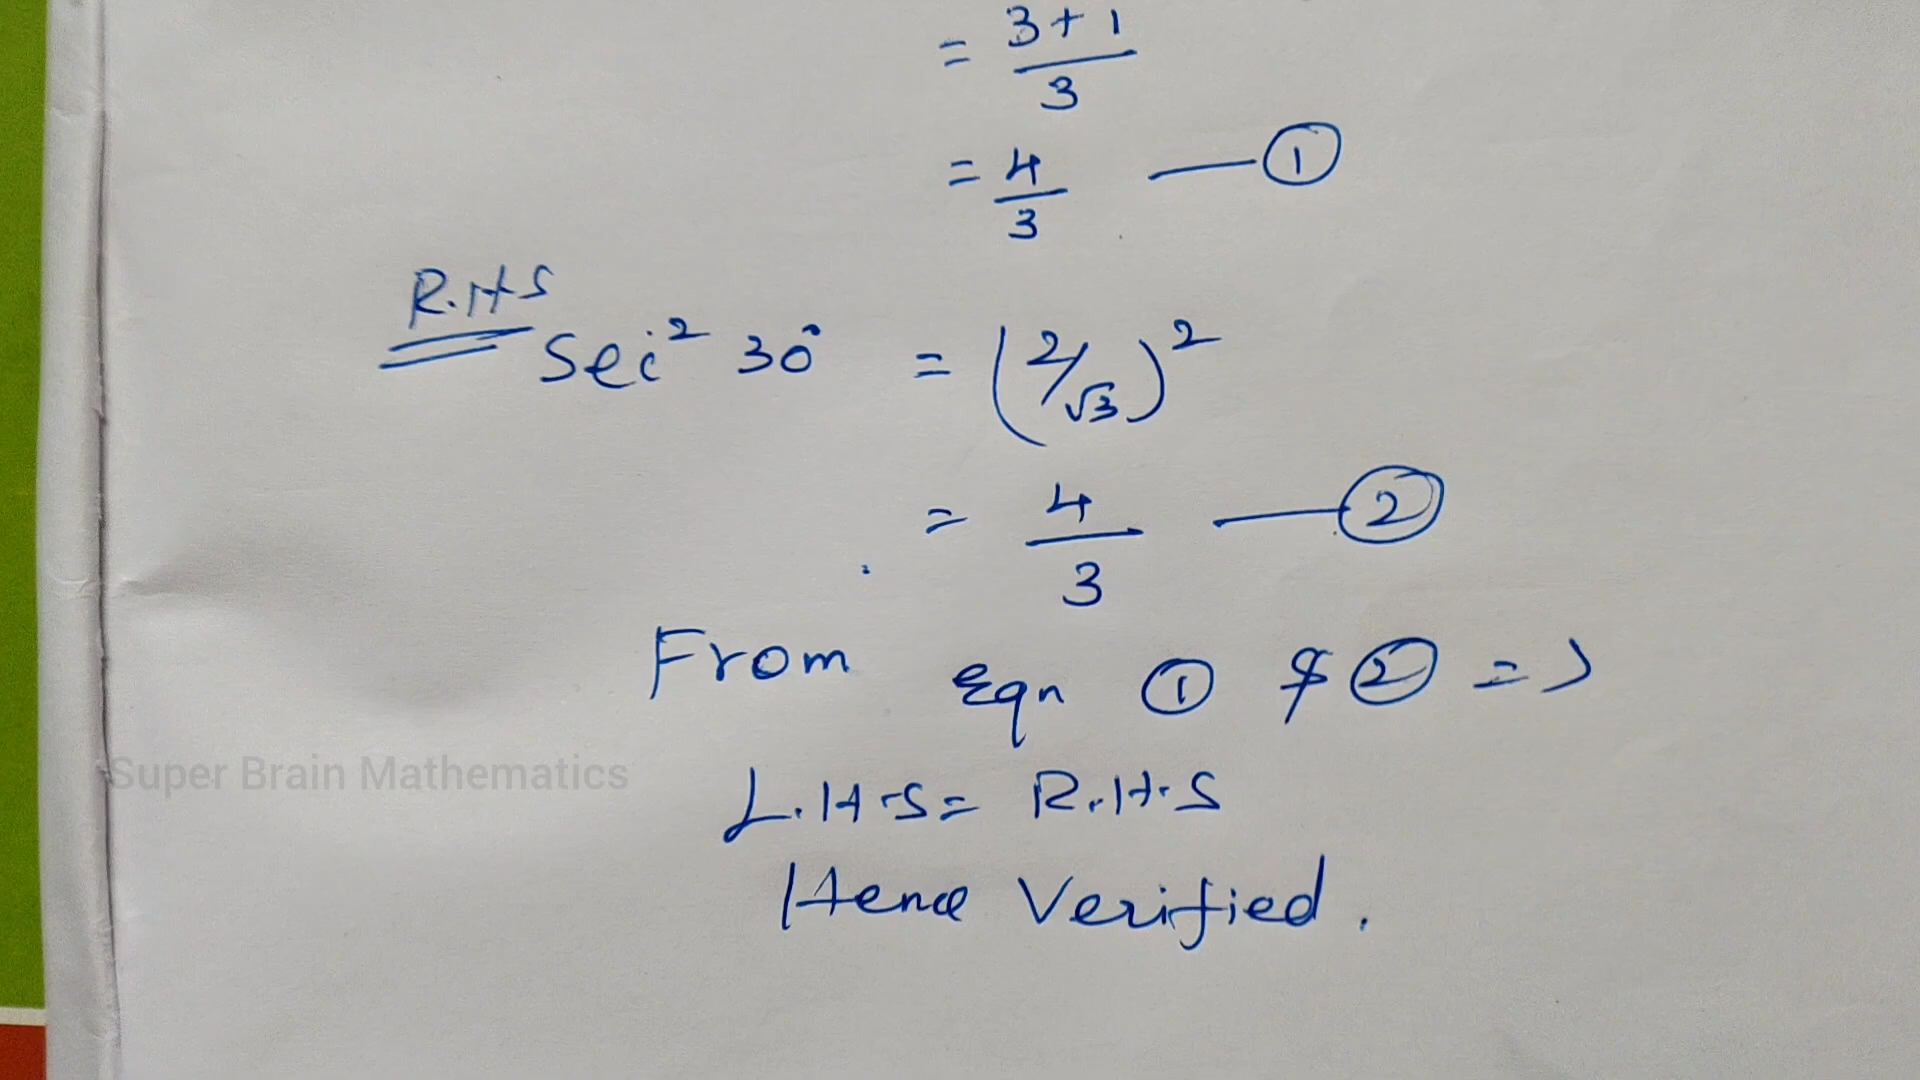 = 3+1/3
= 4/3 —①
R.H.S
Sec² 30° = (2/√3)²
= 4/3 —②
From Eqn ① & ② =>
L.H.S = R.H.S
Hence Verified.
Super Brain Mathematics